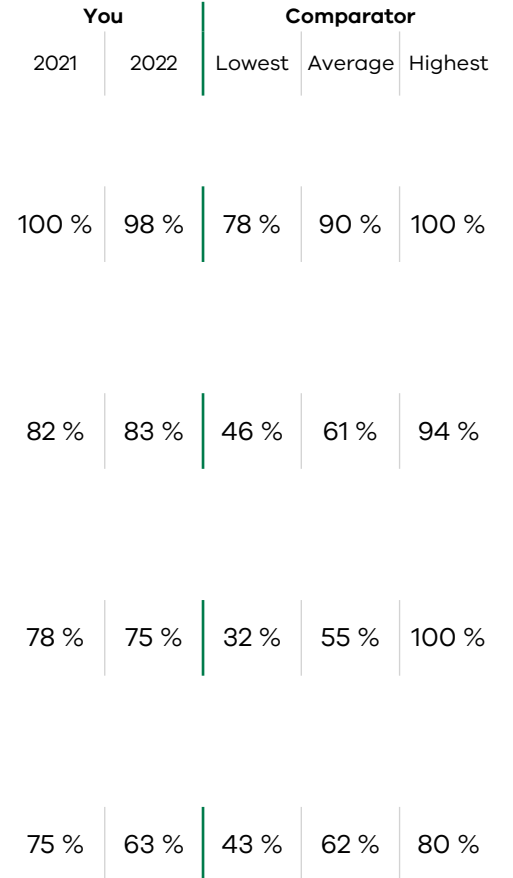 You Comparator
2021 2022 Lowest Average Highest
100 % 98 % 78 % 90 % 100 %
82 % 83 % 46 % 61 % 94 %
78 % 75 % 32 % 55 % 100 %
75 % 63 % 43 % 62 % 80 %